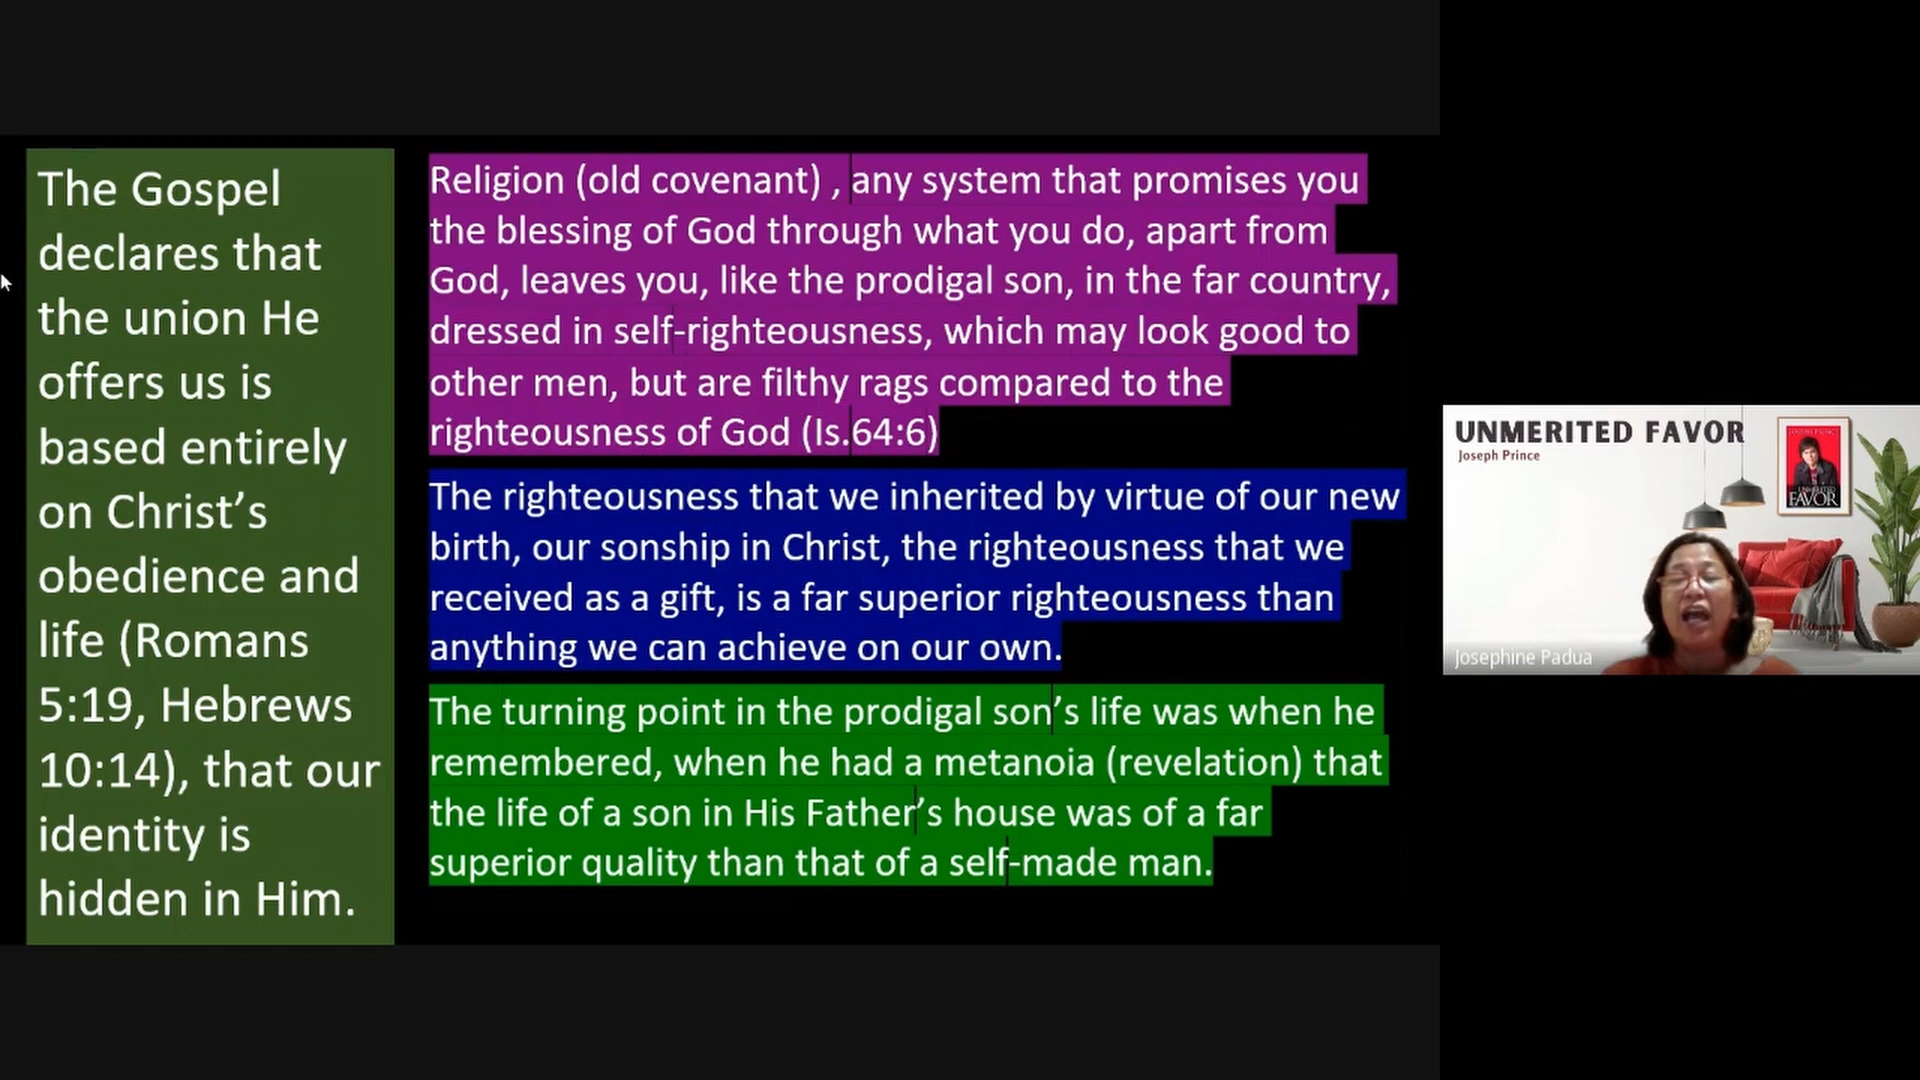 The Gospel
declares that
the union He
offers us is
based entirely
on Christ’s
obedience and
life (Romans
5:19, Hebrews
10:14), that our
identity is
hidden in Him.
Religion (old covenant) , any system that promises you
the blessing of God through what you do, apart from
God, leaves you, like the prodigal son, in the far country,
dressed in self-righteousness, which may look good to
other men, but are filthy rags compared to the
righteousness of God (Is.64:6)
The righteousness that we inherited by virtue of our new
birth, our sonship in Christ, the righteousness that we
received as a gift, is a far superior righteousness than
anything we can achieve on our own.
The turning point in the prodigal son’s life was when he
remembered, when he had a metanoia (revelation) that
the life of a son in His Father’s house was of a far
superior quality than that of a self-made man.
UNMERITED FAVOR
Joseph Prince
JOSEPH PRINCE
UNMERITED
FAVOR
Josephine Padua